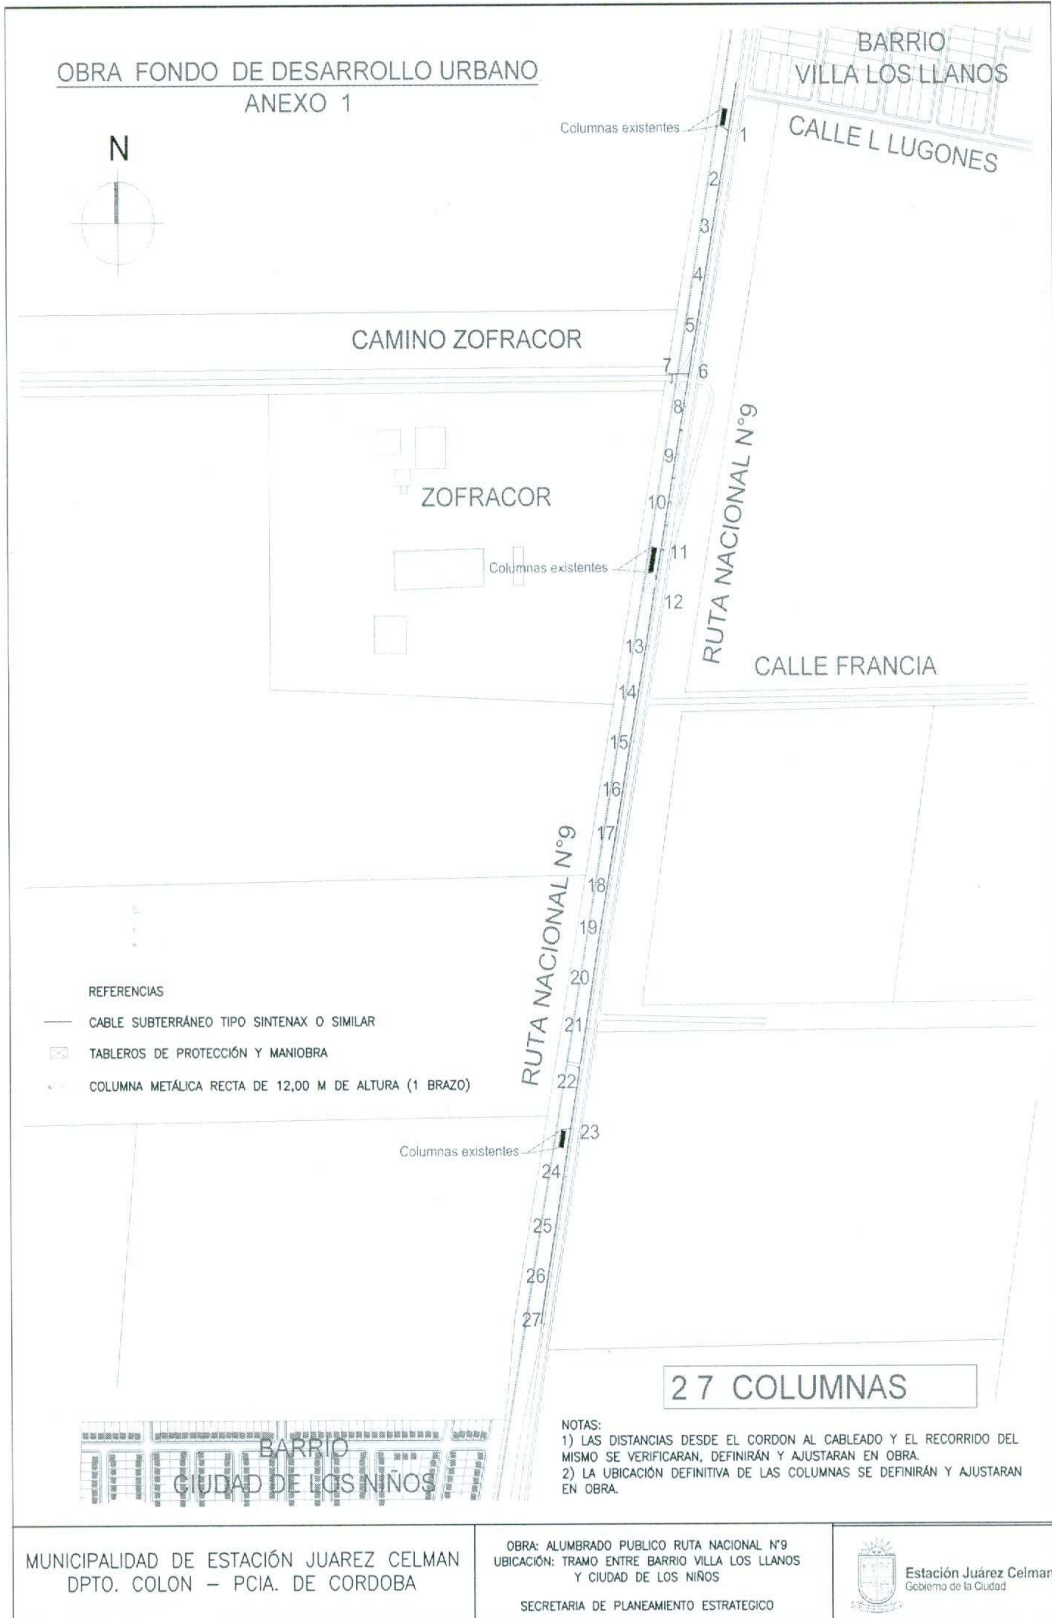 OBRA FONDO DE DESARROLLO URBANO
ANEXO 1
N
BARRIO
VILLA LOS LLANOS
CALLE L LUGONES
Columnas existentes
1
2
3
4
5
CAMINO ZOFRACOR
7
6
8
9
10
ZOFRACOR
RUTA NACIONAL N°9
11
Columnas existentes
12
13
14
CALLE FRANCIA
15
16
17
18
19
20
21
22
RUTA NACIONAL N°9
REFERENCIAS
CABLE SUBTERRÁNEO TIPO SINTENAX O SIMILAR
TABLEROS DE PROTECCIÓN Y MANIOBRA
COLUMNA METÁLICA RECTA DE 12,00 M DE ALTURA (1 BRAZO)
23
Columnas existentes
24
25
26
27
27 COLUMNAS
BARRIO
CIUDAD DE LOS NIÑOS
NOTAS:
1) LAS DISTANCIAS DESDE EL CORDON AL CABLEADO Y EL RECORRIDO DEL
MISMO SE VERIFICARAN, DEFINIRÁN Y AJUSTARAN EN OBRA.
2) LA UBICACIÓN DEFINITIVA DE LAS COLUMNAS SE DEFINIRÁN Y AJUSTARAN
EN OBRA.
MUNICIPALIDAD DE ESTACIÓN JUAREZ CELMAN
DPTO. COLON – PCIA. DE CORDOBA
OBRA: ALUMBRADO PUBLICO RUTA NACIONAL N°9
UBICACIÓN: TRAMO ENTRE BARRIO VILLA LOS LLANOS
Y CIUDAD DE LOS NIÑOS
SECRETARIA DE PLANEAMIENTO ESTRATEGICO
Estación Juárez Celman
Gobierno de la Ciudad